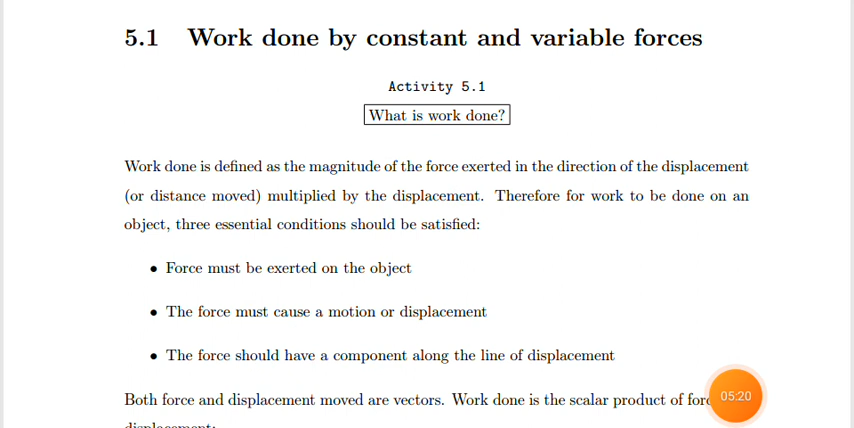 5.1 Work done by constant and variable forces
Activity 5.1
What is work done?
Work done is defined as the magnitude of the force exerted in the direction of the displacement
(or distance moved) multiplied by the displacement. Therefore for work to be done on an
object, three essential conditions should be satisfied:
• Force must be exerted on the object
• The force must cause a motion or displacement
• The force should have a component along the line of displacement
Both force and displacement moved are vectors. Work done is the scalar product of
05:20